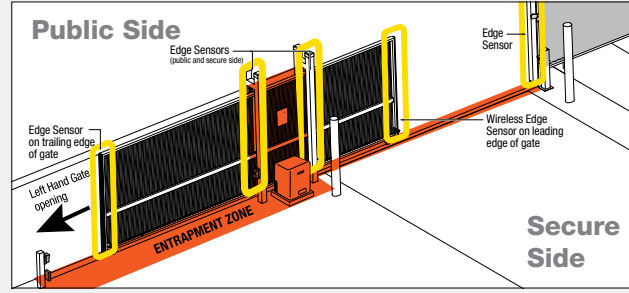 Public Side
Edge Sensors
(public and secure side)
Edge
Sensor
Edge Sensor
on trailing edge
of gate
Wireless Edge
Sensor on leading
edge of gate
Left Hand Gate
opening
ENTRAPMENT ZONE
Secure
Side